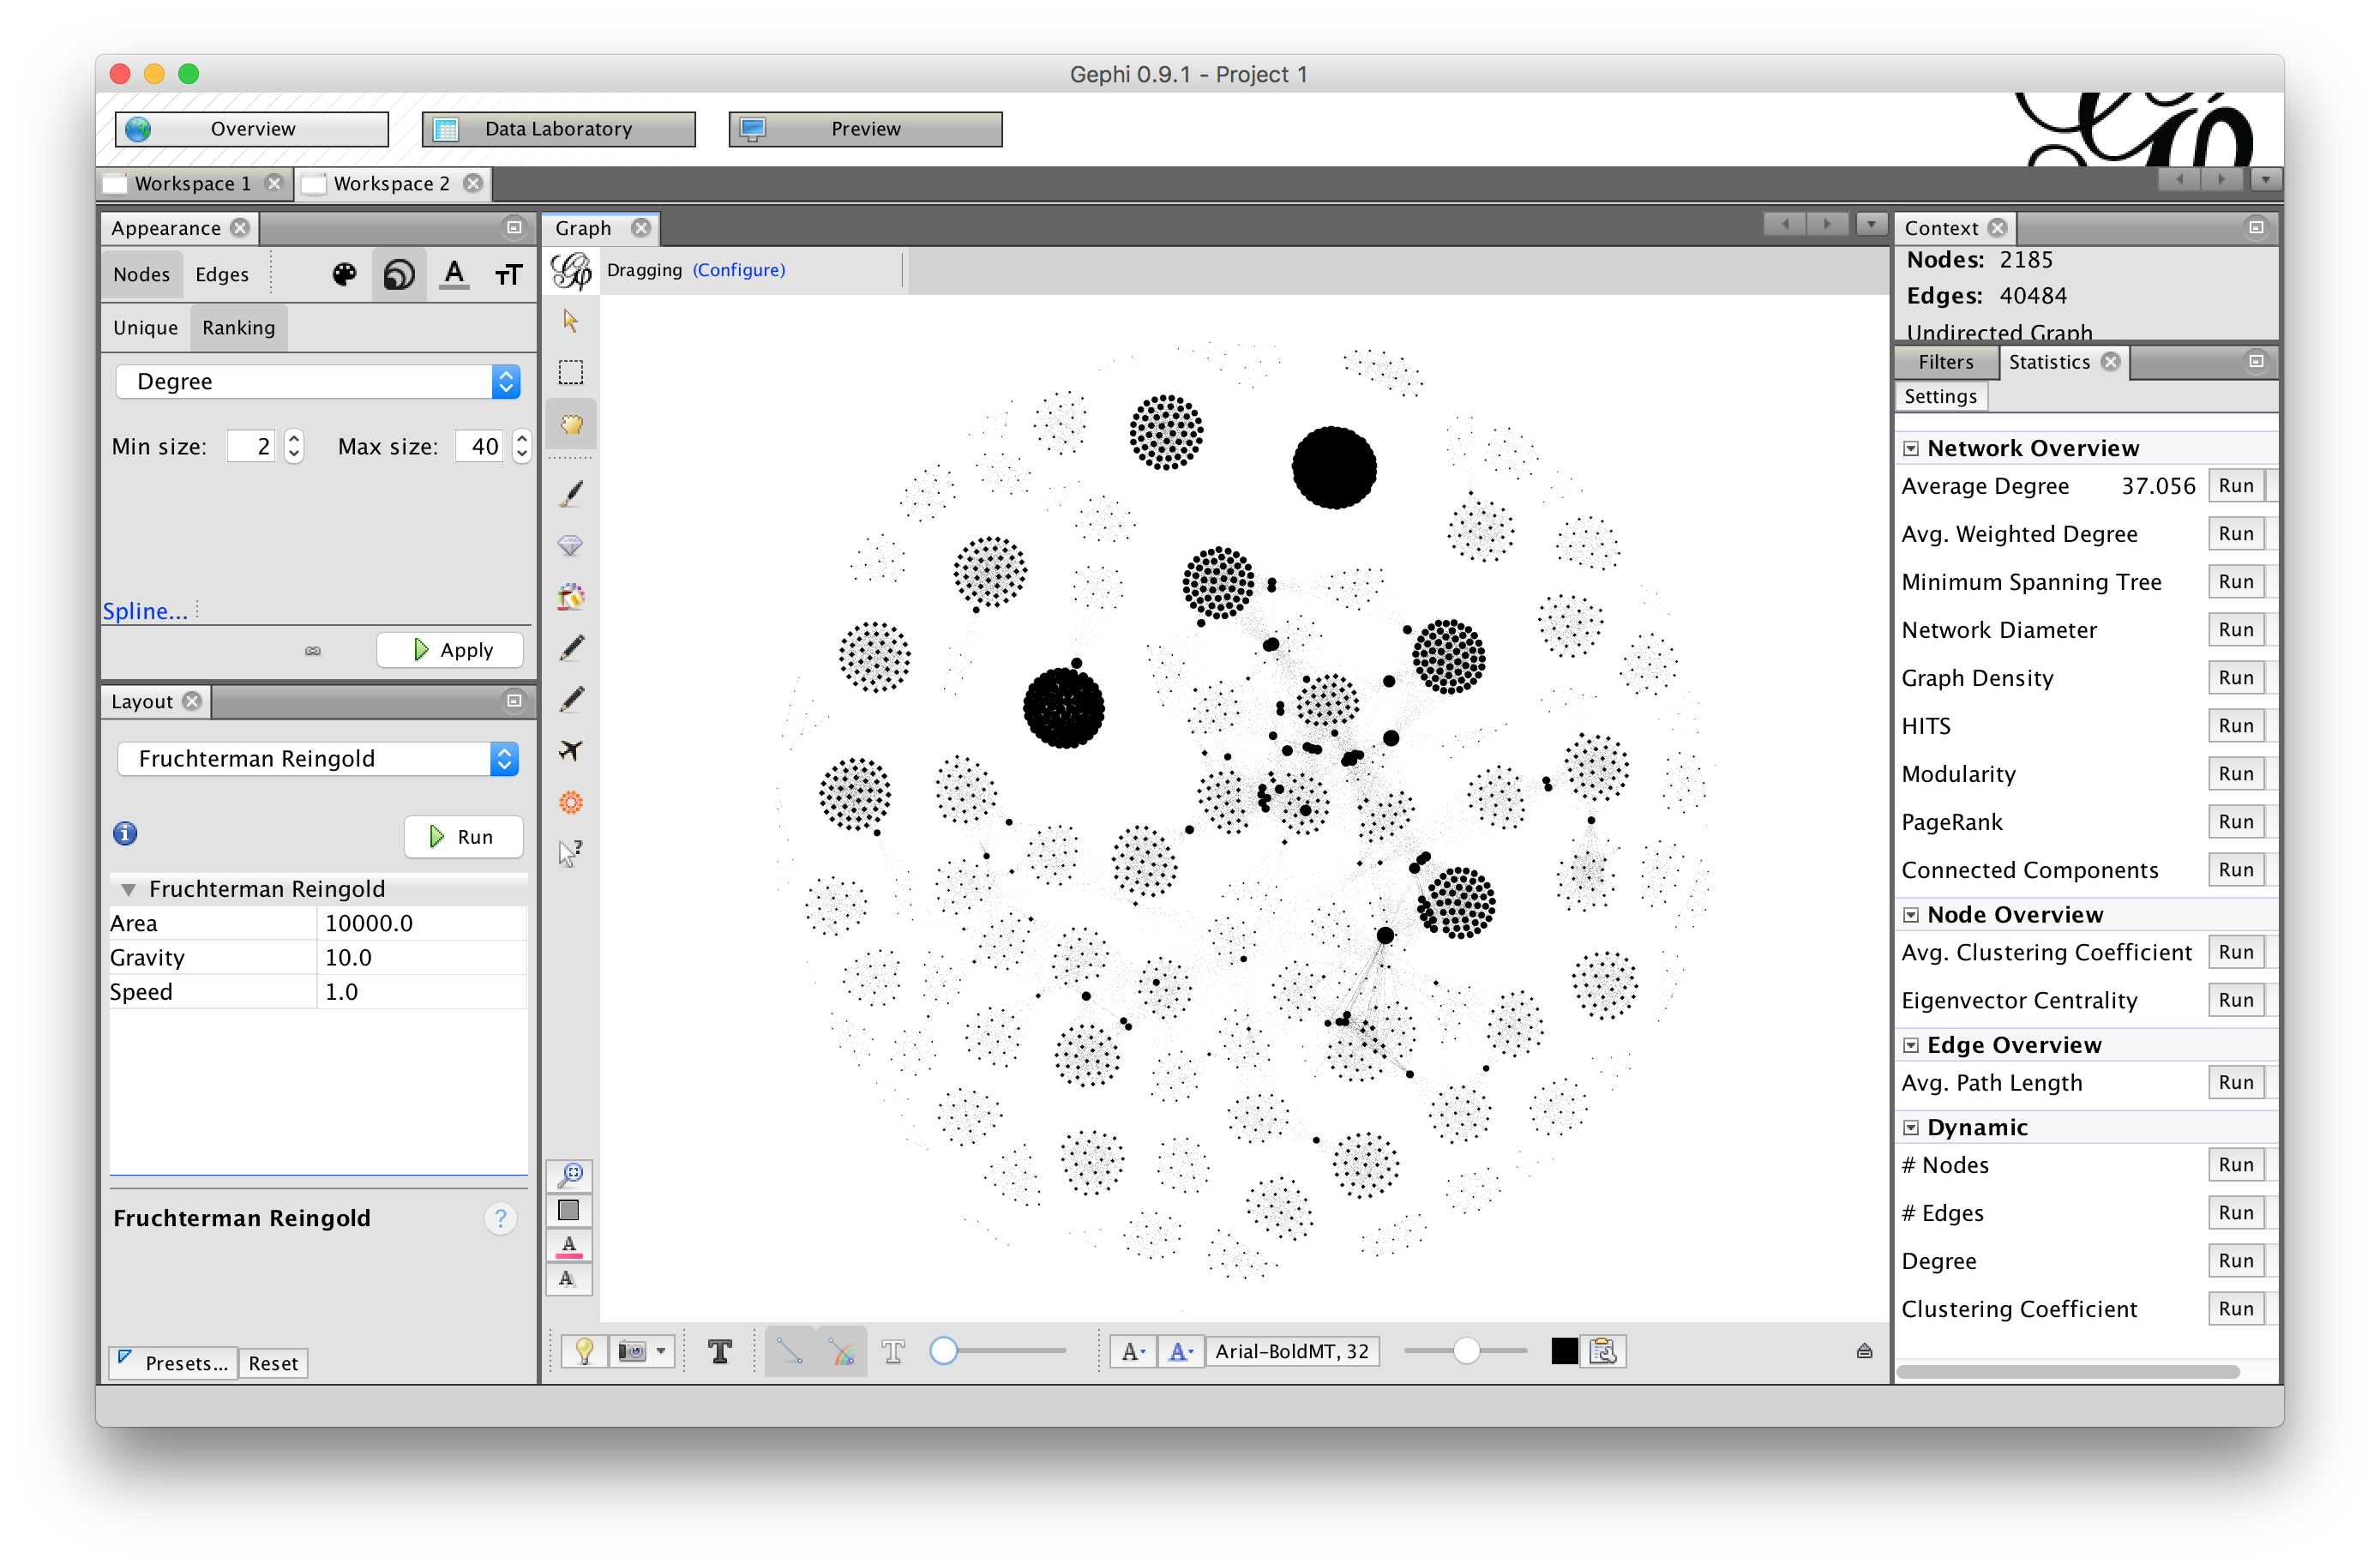 Gephi 0.9.1 - Project 1
Overview
Data Laboratory
Preview
Workspace 1
Workspace 2
Appearance
Nodes Edges
Unique Ranking
Degree
Min size: 2 Max size: 40
Spline...
Apply
Layout
Fruchterman Reingold
Run
Fruchterman Reingold
Area 10000.0
Gravity 10.0
Speed 1.0
Fruchterman Reingold
?
Presets... Reset
Graph
Dragging (Configure)
Arial-BoldMT, 32
Context
Nodes: 2185
Edges: 40484
Undirected Graph
Filters Statistics
Settings
Network Overview
Average Degree 37.056 Run
Avg. Weighted Degree Run
Minimum Spanning Tree Run
Network Diameter Run
Graph Density Run
HITS Run
Modularity Run
PageRank Run
Connected Components Run
Node Overview
Avg. Clustering Coefficient Run
Eigenvector Centrality Run
Edge Overview
Avg. Path Length Run
Dynamic
# Nodes Run
# Edges Run
Degree Run
Clustering Coefficient Run